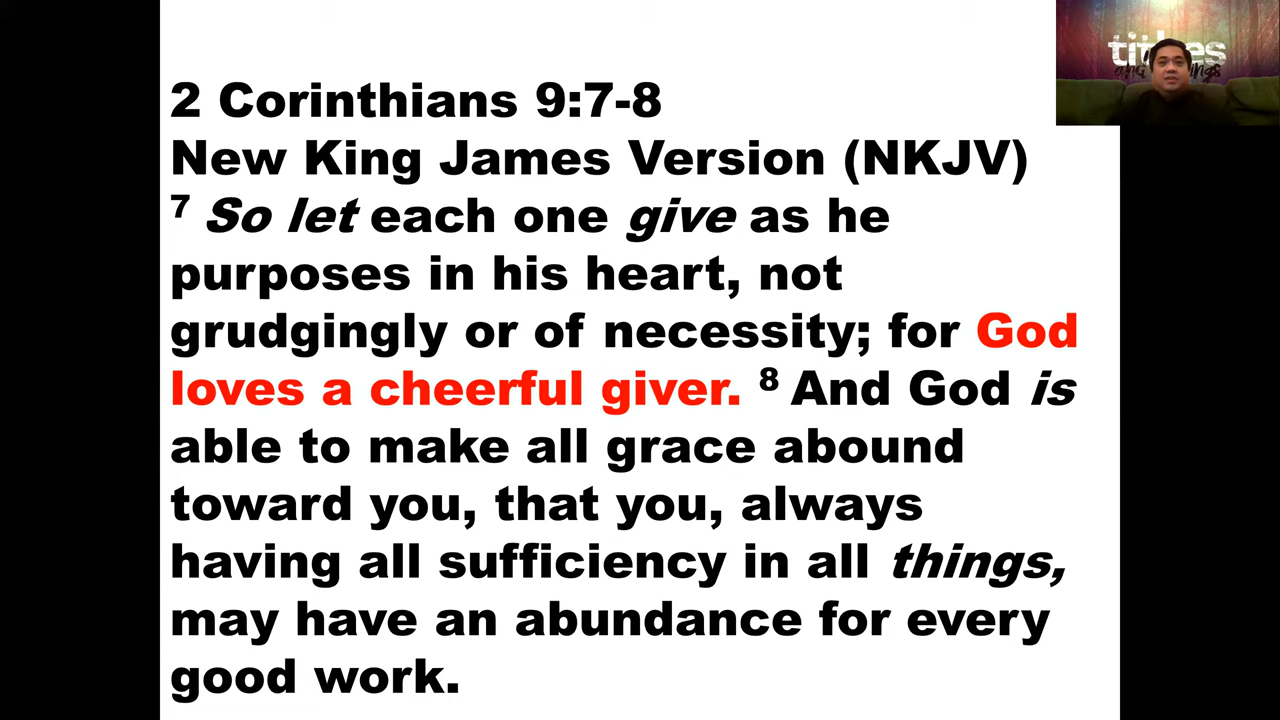 2 Corinthians 9:7-8
New King James Version (NKJV)
7 So let each one give as he
purposes in his heart, not
grudgingly or of necessity; for God
loves a cheerful giver. 8 And God is
able to make all grace abound
toward you, that you, always
having all sufficiency in all things,
may have an abundance for every
good work.